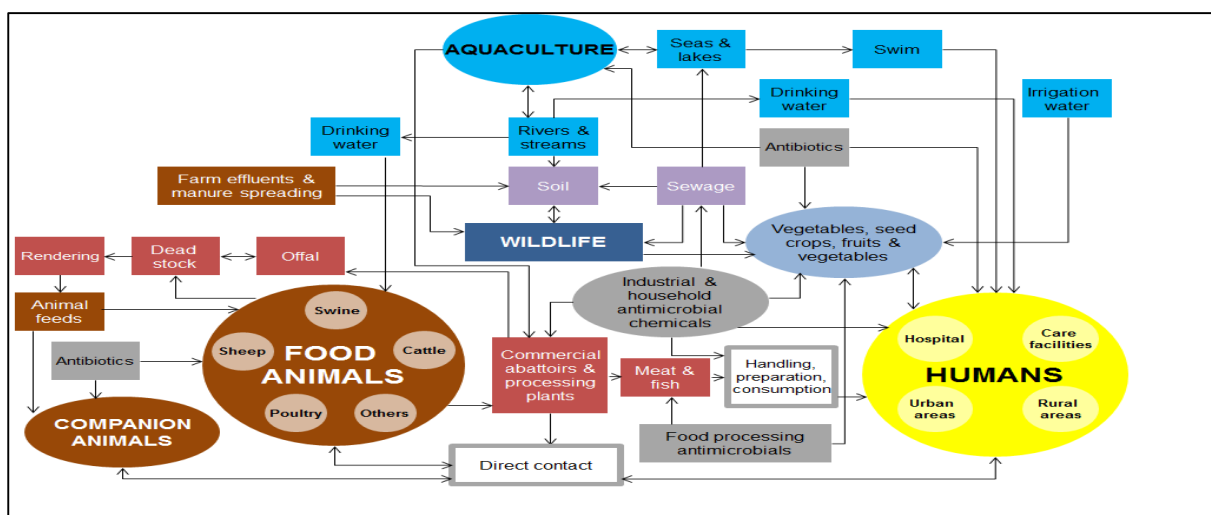 AQUACULTURE
Seas &
lakes
Swim
Drinking
water
Irrigation
water
Drinking
water
Rivers &
streams
Antibiotics
Farm effluents &
manure spreading
Soil
Sewage
WILDLIFE
Vegetables, seed
crops, fruits &
vegetables
Rendering
Dead
stock
Offal
Industrial &
household
antimicrobial
chemicals
Animal
feeds
Swine
Sheep
Cattle
FOOD
ANIMALS
Poultry
Others
Antibiotics
COMPANION
ANIMALS
Commercial
abattoirs &
processing
plants
Meat &
fish
Handling,
preparation,
consumption
Hospital
Care
facilities
HUMANS
Urban
areas
Rural
areas
Food processing
antimicrobials
Direct contact